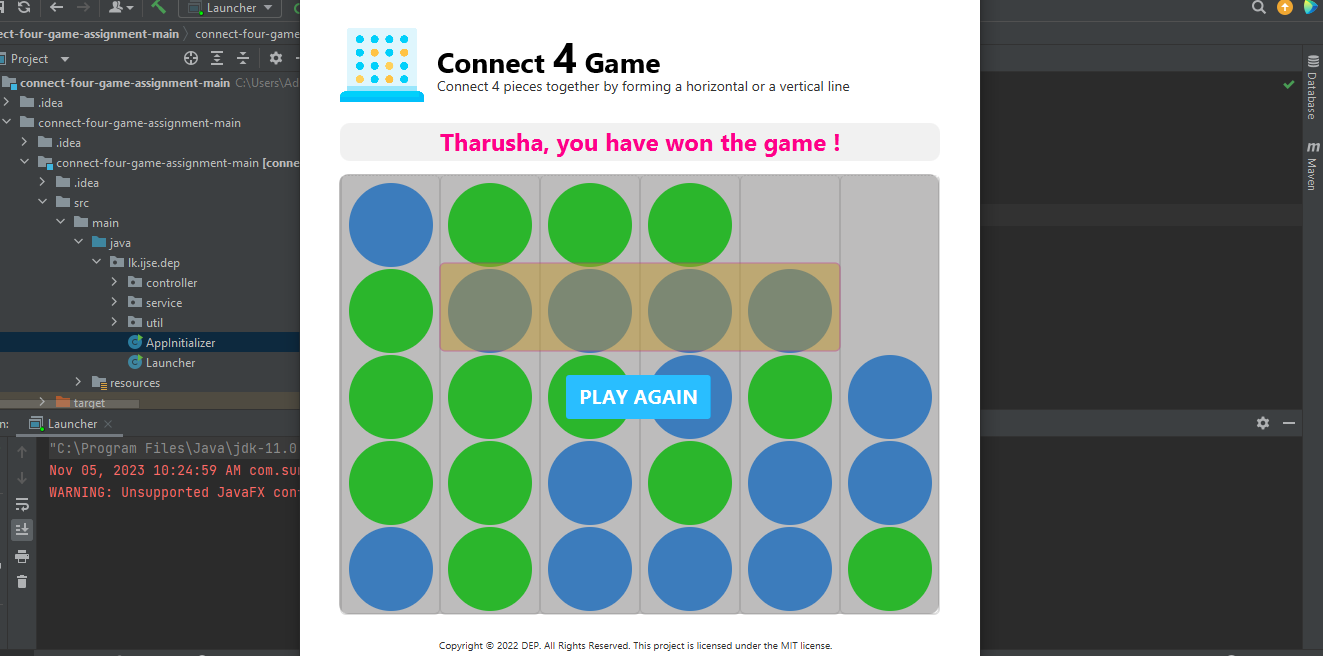 Launcher
ect-four-game-assignment-main
connect-four-game
Project
connect-four-game-assignment-main C:\Users\Ad
.idea
connect-four-game-assignment-main
.idea
connect-four-game-assignment-main [conne
.idea
src
main
java
lk.ijse.dep
controller
service
util
AppInitializer
Launcher
resources
target
n:
Launcher
"C:\Program Files\Java\jdk-11.0
Nov 05, 2023 10:24:59 AM com.sun
WARNING: Unsupported JavaFX con
Connect 4 Game
Connect 4 pieces together by forming a horizontal or a vertical line
Tharusha, you have won the game !
PLAY AGAIN
Copyright © 2022 DEP. All Rights Reserved. This project is licensed under the MIT license.
Database
m
Maven